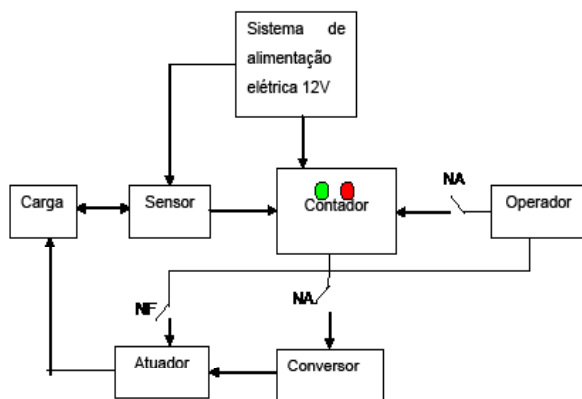 Sistema de
alimentação
elétrica 12V
Carga
Sensor
Contador
NA
Operador
NF
NA
Atuador
Conversor